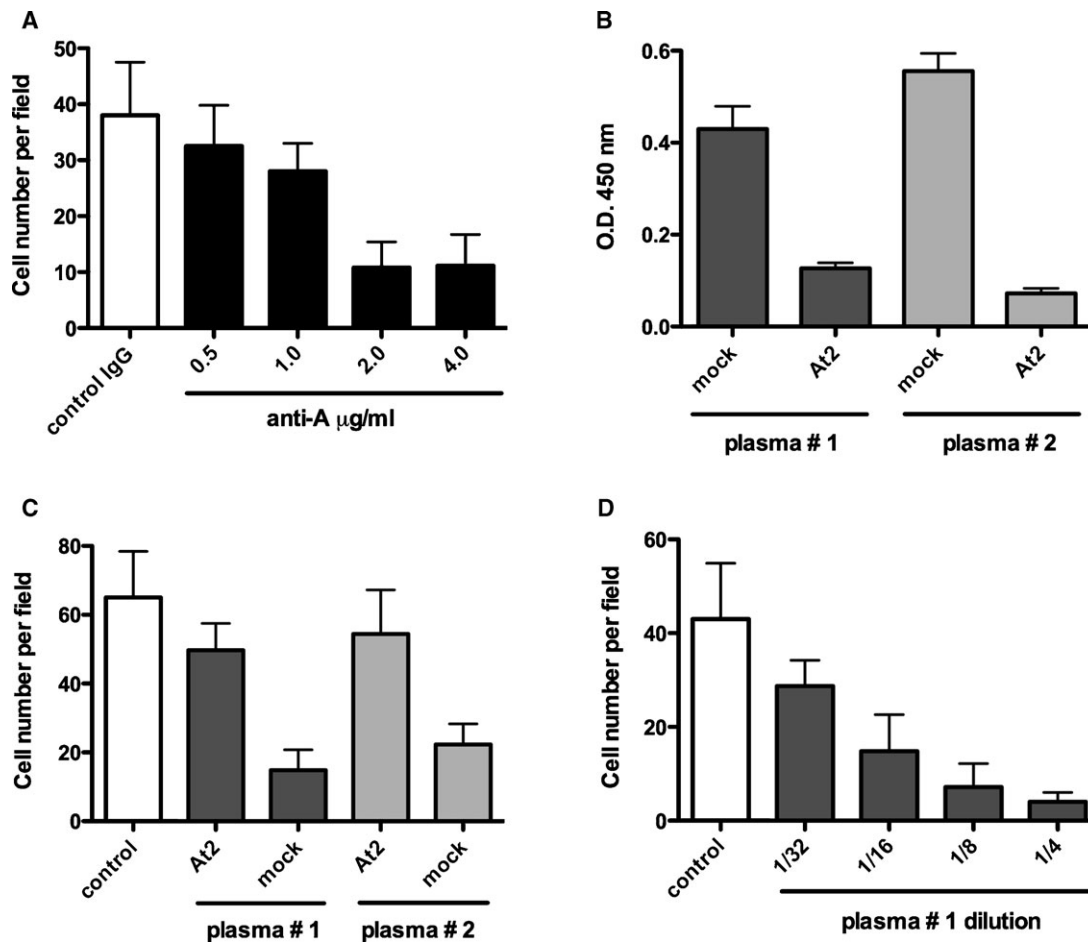 A
Cell number per field
50
40
30
20
10
0
control IgG
0.5
1.0
2.0
4.0
anti-A μg/ml
B
O.D. 450 nm
0.6
0.4
0.2
0.0
mock
At2
mock
At2
plasma # 1
plasma # 2
C
Cell number per field
80
60
40
20
0
control
At2
mock
At2
mock
plasma # 1
plasma # 2
D
Cell number per field
60
40
20
0
control
1/32
1/16
1/8
1/4
plasma # 1 dilution